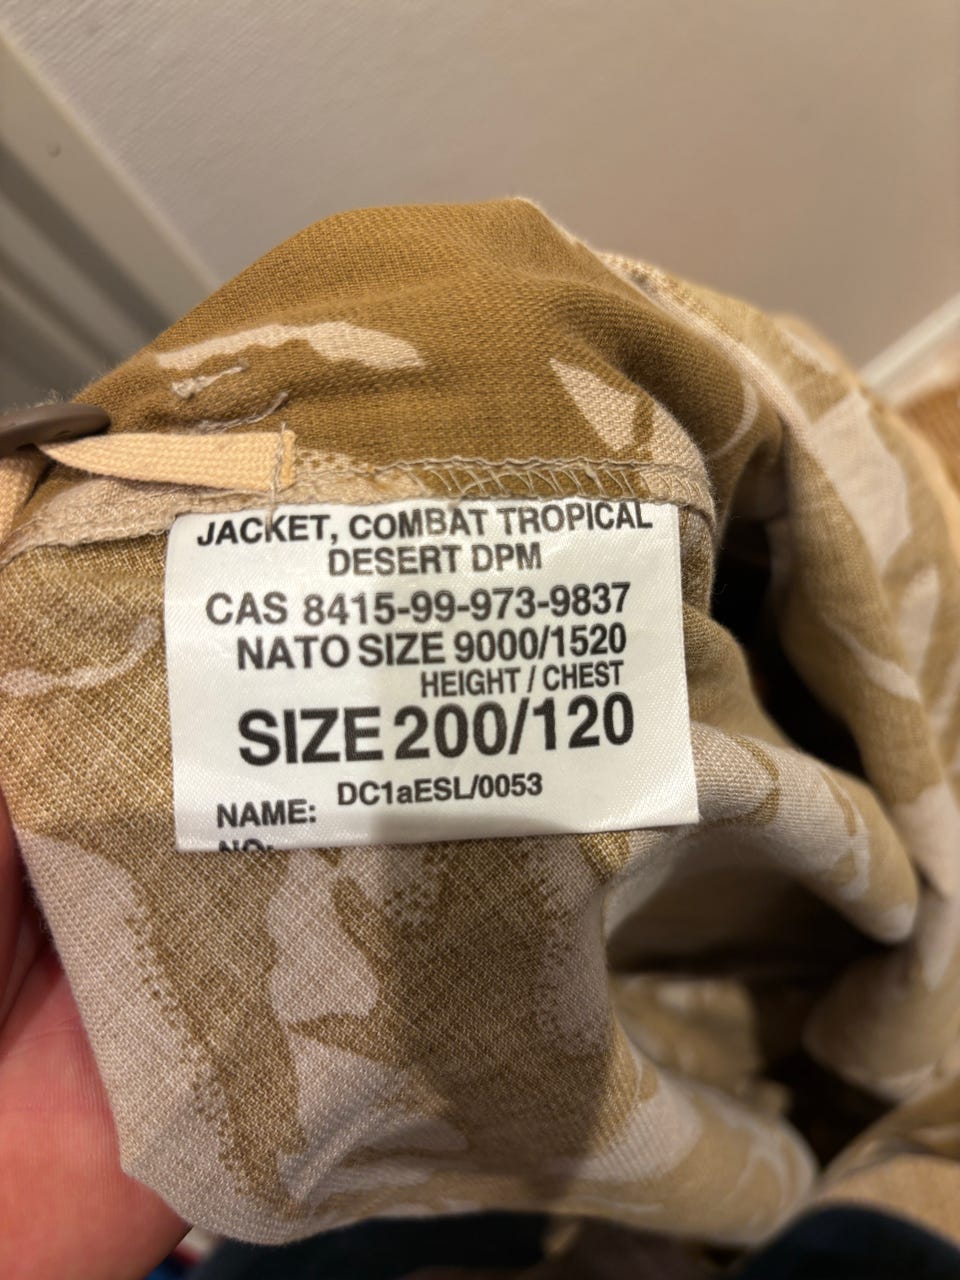 JACKET, COMBAT TROPICAL
DESERT DPM
CAS 8415-99-973-9837
NATO SIZE 9000/1520
HEIGHT / CHEST
SIZE 200/120
DC1aESL/0053
NAME:
NO: